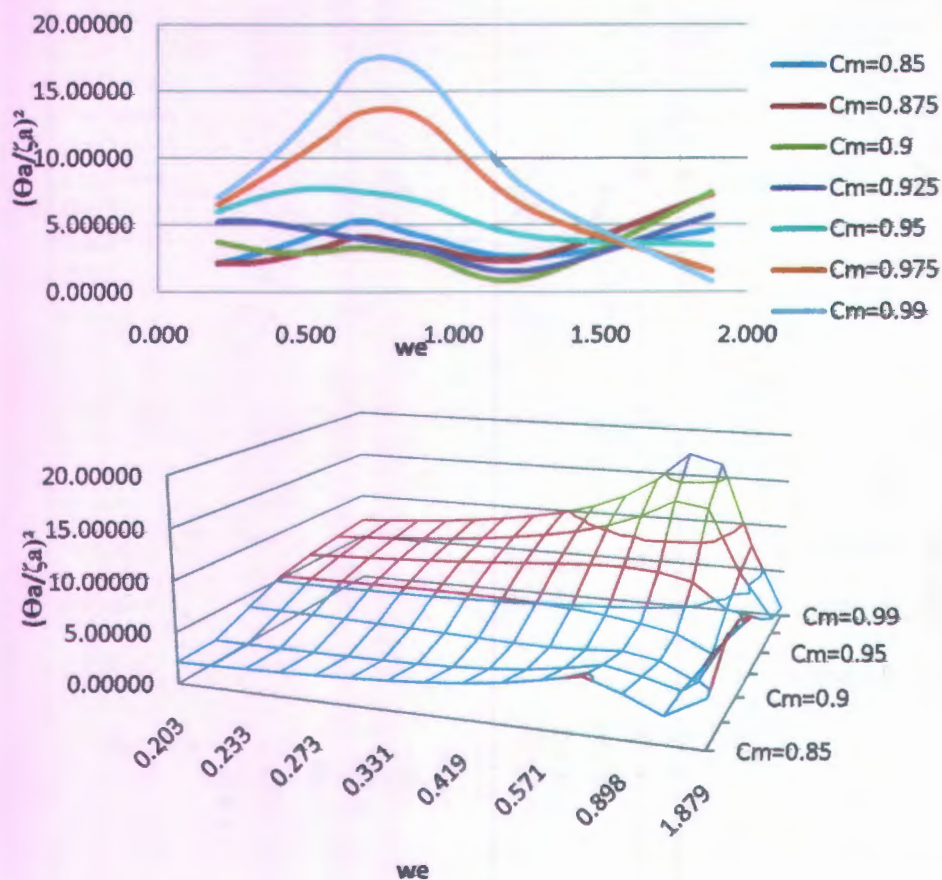 20.00000
15.00000
10.00000
5.00000
0.00000
(Θa/ζa)²
0.000 0.500 1.000 1.500 2.000
we
Cm=0.85
Cm=0.875
Cm=0.9
Cm=0.925
Cm=0.95
Cm=0.975
Cm=0.99
20.00000
15.00000
10.00000
5.00000
0.00000
(Θa/ζa)²
0.203 0.233 0.273 0.331 0.419 0.571 0.898 1.879
we
Cm=0.99
Cm=0.95
Cm=0.9
Cm=0.85